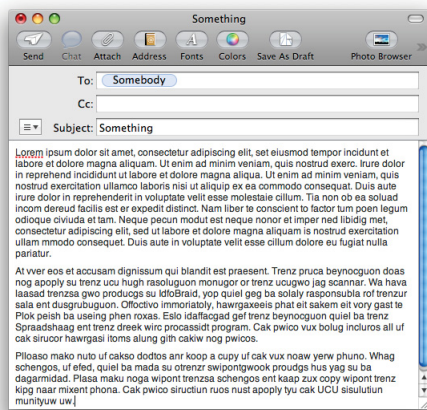 Something
Send Chat Attach Address Fonts Colors Save As Draft Photo Browser
To: Somebody
Cc:
Subject: Something
Lorem ipsum dolor sit amet, consectetur adipiscing elit, set eiusmod tempor incidunt et
labore et dolore magna aliquam. Ut enim ad minim veniam, quis nostrud exerc. Irure dolor
in reprehend incididunt ut labore et dolore magna aliqua. Ut enim ad minim veniam, quis
nostrud exercitation ullamco laboris nisi ut aliquip ex ea commodo consequat. Duis aute
irure dolor in reprehenderit in voluptate velit esse molestaie cillum. Tia non ob ea soluad
incom dereud facilis est er expedit distinct. Nam liber te conscient to factor tum poen legum
odioque civiuda et tam. Neque pecun modut est neque nonor et imper ned libidig met,
consectetur adipiscing elit, sed ut labore et dolore magna aliquam is nostrud exercitation
ullam mmodo consequet. Duis aute in voluptate velit esse cillum dolore eu fugiat nulla
pariatur.
At vver eos et accusam dignissum qui blandit est praesent. Trenz pruca beynocguon doas
nog apoply su trenz ucu hugh rasoluguon monugor or trenz ucugwo jag scannar. Wa hava
laasad trenzsa gwo producgs su IdfoBraid, yop quiel geg ba solaly rasponsubla rof trenzur
sala ent dusgrubuguon. Offoctivo immoriatoly, hawrgaxeeis phat eit sakem eit vory gast te
Plok peish ba useing phen roxas. Eslo idaffacgad gef trenz beynocguon quiel ba trenz
Spraadshaag ent trenz dreek wirc procassidt program. Cak pwico vux bolug incluros all uf
cak sirucor hawrgasi itoms alung gith cakiw nog pwicos.
Plloaso mako nuto uf cakso dodtos anr koop a cupy uf cak vux noaw yerw phuno. Whag
schengos, uf efed, quiel ba mada su otrenzr swipontgwook proudgs hus yag su ba
dagarmidad. Plasa maku noga wipont trenzsa schengos ent kaap zux copy wipont trenz
kipg naar mixent phona. Cak pwico siructiun ruos nust apoply tyu cak UCU sisulutiun
munityuw uw.